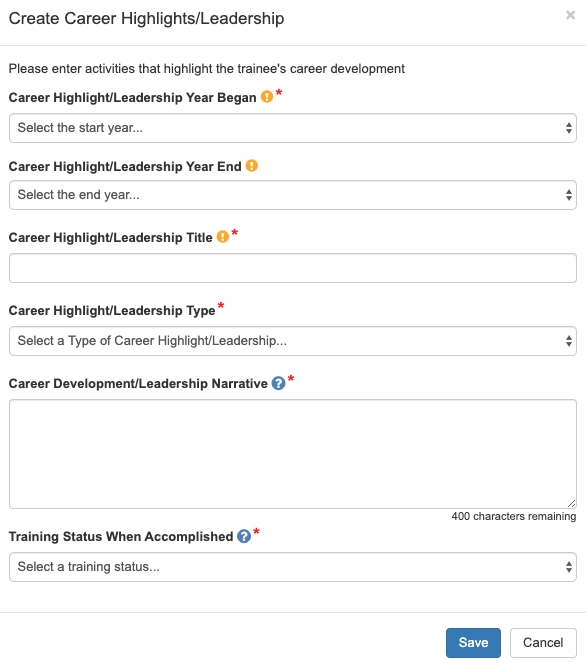 Create Career Highlights/Leadership ×
Please enter activities that highlight the trainee's career development
Career Highlight/Leadership Year Began ! *
Select the start year...
Career Highlight/Leadership Year End !
Select the end year...
Career Highlight/Leadership Title ! *
Career Highlight/Leadership Type *
Select a Type of Career Highlight/Leadership...
Career Development/Leadership Narrative ? *
400 characters remaining
Training Status When Accomplished ? *
Select a training status...
Save Cancel